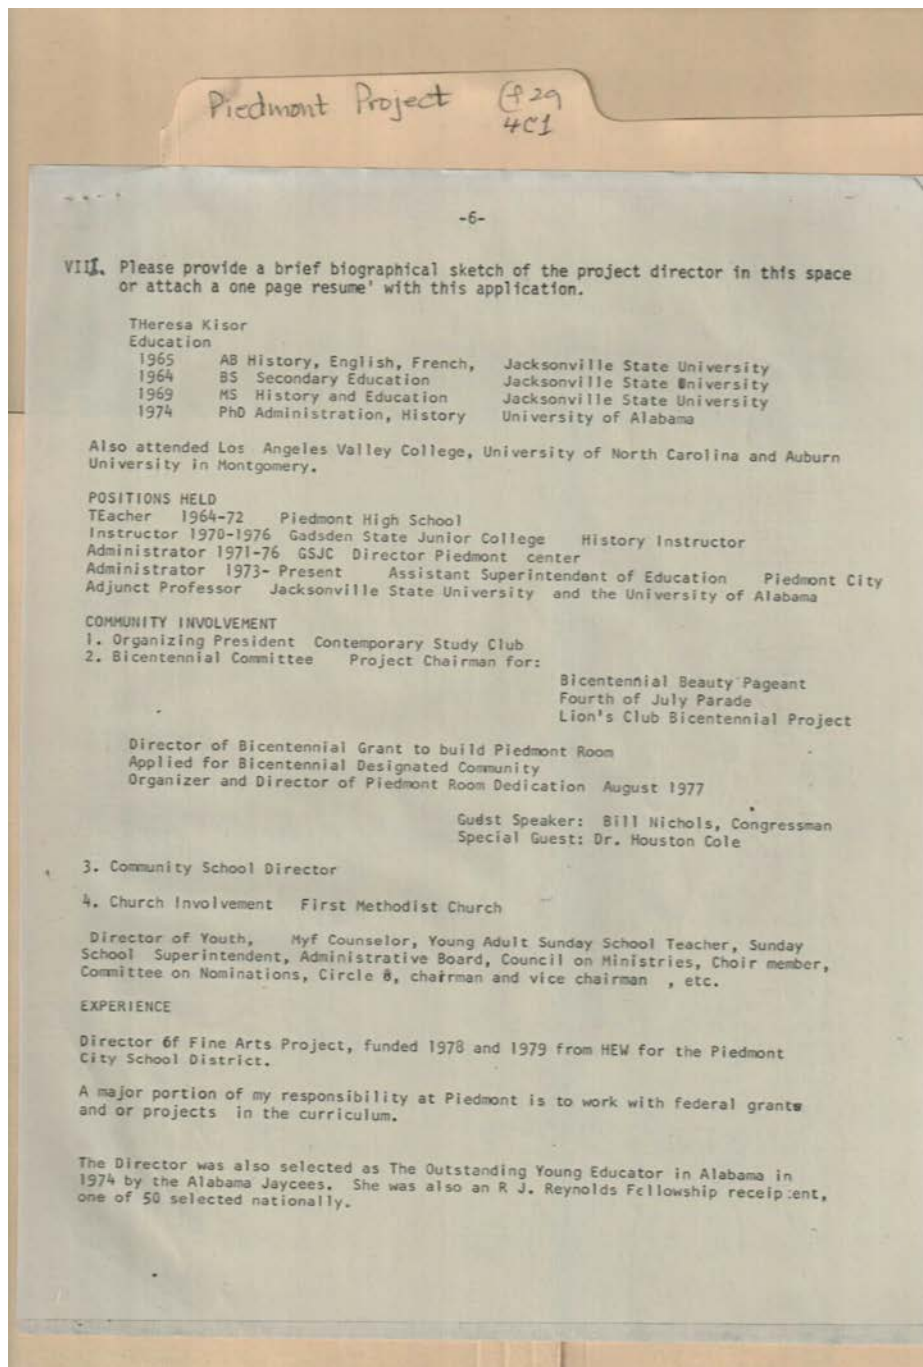 Piedmont Project
f29
4C1
-6-
VIII. Please provide a brief biographical sketch of the project director in this space
or attach a one page resume' with this application.
THeresa Kisor
Education
1965 AB History, English, French, Jacksonville State University
1964 BS Secondary Education Jacksonville State University
1969 MS History and Education Jacksonville State University
1974 PhD Administration, History University of Alabama
Also attended Los Angeles Valley College, University of North Carolina and Auburn
University in Montgomery.
POSITIONS HELD
TEacher 1964-72 Piedmont High School
Instructor 1970-1976 Gadsden State Junior College History Instructor
Administrator 1971-76 GSJC Director Piedmont center
Administrator 1973- Present Assistant Superintendent of Education Piedmont City
Adjunct Professor Jacksonville State University and the University of Alabama
COMMUNITY INVOLVEMENT
1. Organizing President Contemporary Study Club
2. Bicentennial Committee Project Chairman for:
Bicentennial Beauty Pageant
Fourth of July Parade
Lion's Club Bicentennial Project
Director of Bicentennial Grant to build Piedmont Room
Applied for Bicentennial Designated Community
Organizer and Director of Piedmont Room Dedication August 1977
Gudst Speaker: Bill Nichols, Congressman
Special Guest: Dr. Houston Cole
3. Community School Director
4. Church Involvement First Methodist Church
Director of Youth, Myf Counselor, Young Adult Sunday School Teacher, Sunday
School Superintendent, Administrative Board, Council on Ministries, Choir member,
Committee on Nominations, Circle 8, chairman and vice chairman , etc.
EXPERIENCE
Director 6f Fine Arts Project, funded 1978 and 1979 from HEW for the Piedmont
City School District.
A major portion of my responsibility at Piedmont is to work with federal grants
and or projects in the curriculum.
The Director was also selected as The Outstanding Young Educator in Alabama in
1974 by the Alabama Jaycees. She was also an R J. Reynolds Fellowship receipient,
one of 50 selected nationally.